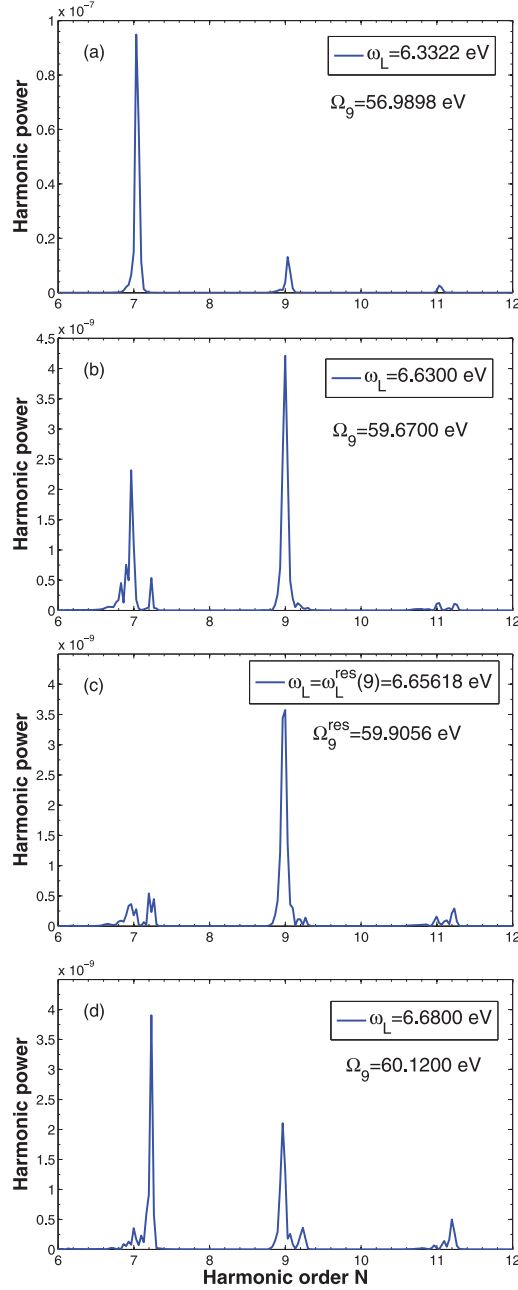 x 10⁻⁷
1
(a)
ω_L=6.3322 eV
Ω_9=56.9898 eV
0.8
0.6
0.4
0.2
0
Harmonic power
6 7 8 9 10 11 12
x 10⁻⁹
4.5
(b)
ω_L=6.6300 eV
Ω_9=59.6700 eV
4
3.5
3
2.5
2
1.5
1
0.5
0
Harmonic power
6 7 8 9 10 11 12
x 10⁻⁹
(c)
ω_L=ω_L^res(9)=6.65618 eV
Ω_9^res=59.9056 eV
4
3.5
3
2.5
2
1.5
1
0.5
0
Harmonic power
6 7 8 9 10 11 12
x 10⁻⁹
(d)
ω_L=6.6800 eV
Ω_9=60.1200 eV
4
3.5
3
2.5
2
1.5
1
0.5
0
Harmonic power
6 7 8 9 10 11 12
Harmonic order N